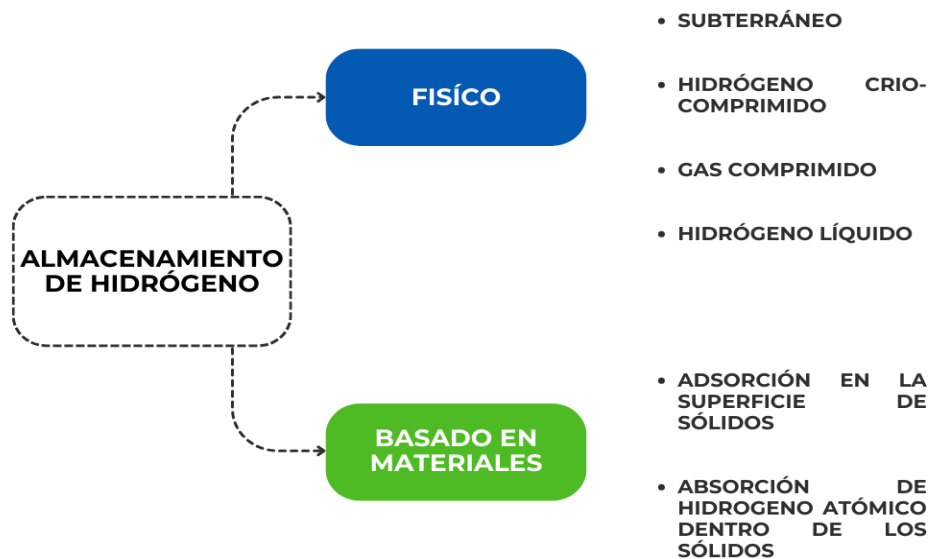 ALMACENAMIENTO
DE HIDRÓGENO
FISÍCO
• SUBTERRÁNEO
• HIDRÓGENO CRIO-
COMPRIMIDO
• GAS COMPRIMIDO
• HIDRÓGENO LÍQUIDO
BASADO EN
MATERIALES
• ADSORCIÓN EN LA
SUPERFICIE DE
SÓLIDOS
• ABSORCIÓN DE
HIDROGENO ATÓMICO
DENTRO DE LOS
SÓLIDOS